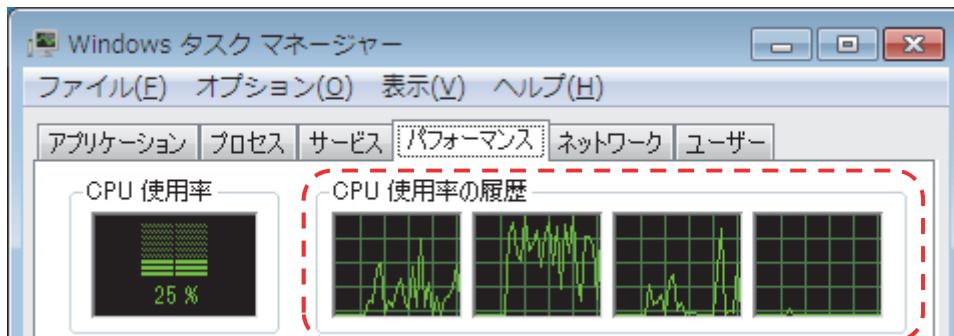 Windows タスク マネージャー
ファイル(F) オプション(O) 表示(V) ヘルプ(H)
アプリケーション プロセス サービス パフォーマンス ネットワーク ユーザー
CPU 使用率 CPU 使用率の履歴
25 %